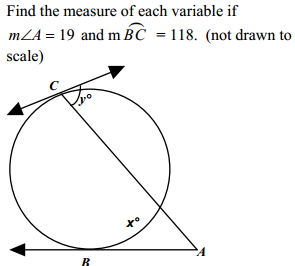 Find the measure of each variable if
m∠A = 19 and m B͡C = 118. (not drawn to
scale)
C
y°
x°
A
B